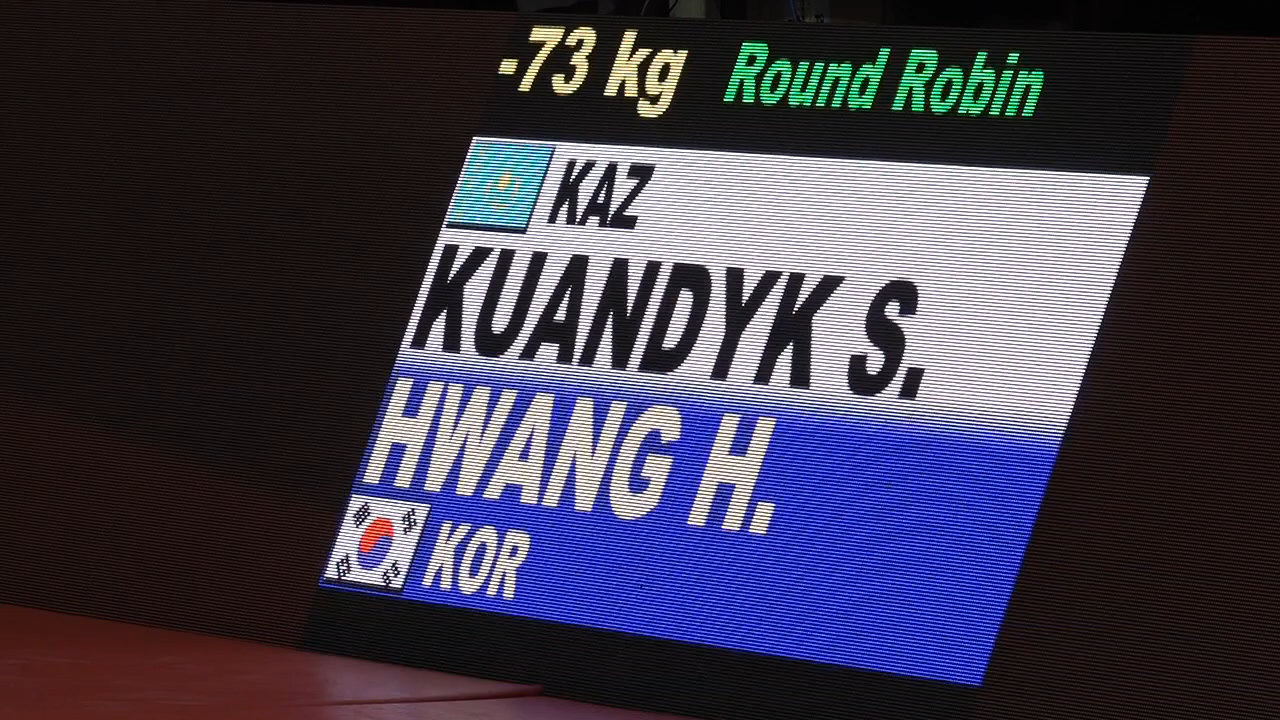 -73 kg Round Robin
KAZ
KUANDYK S.
HWANG H.
KOR